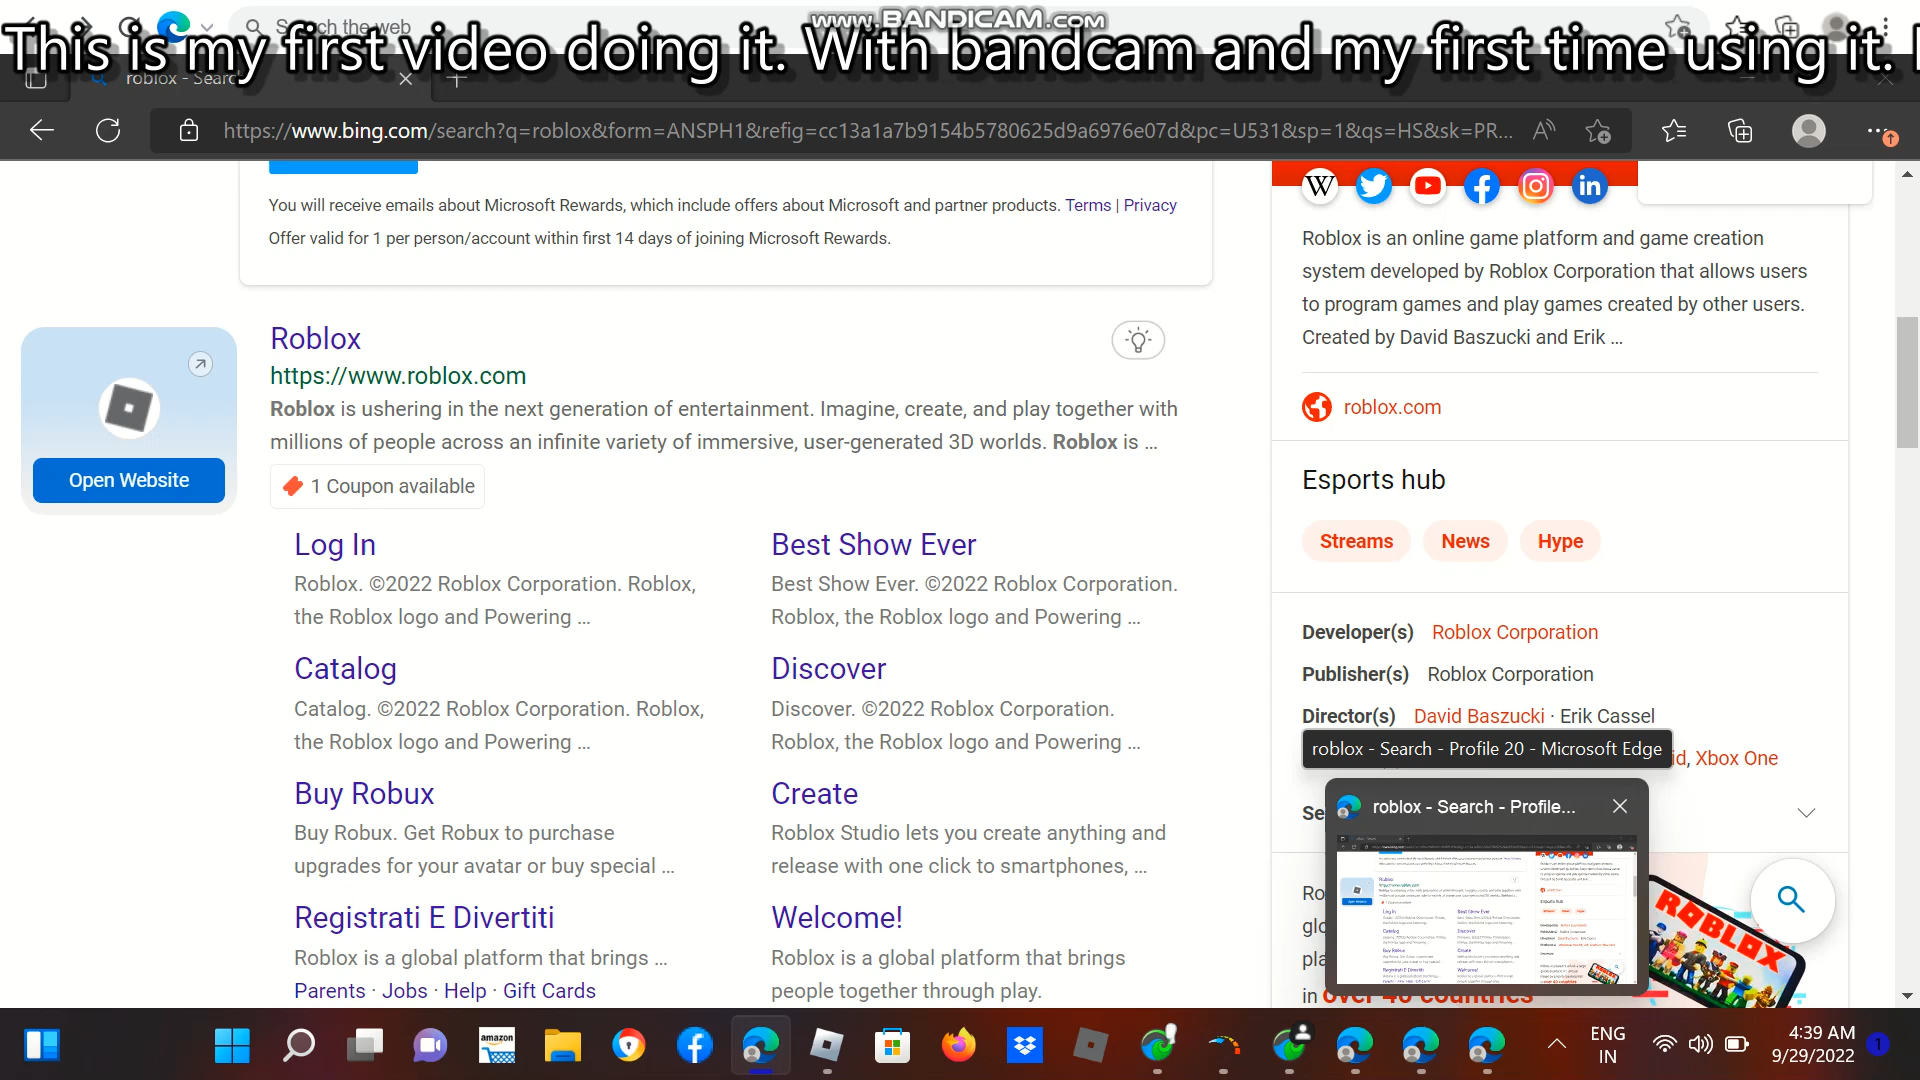 www.BANDICAM.com
Search the web
This is my first video doing it. With bandcam and my first time using it.
roblox - Search
https://www.bing.com/search?q=roblox&form=ANSPH1&refig=cc13a1a7b9154b5780625d9a6976e07d&pc=U531&sp=1&qs=HS&sk=PR...
You will receive emails about Microsoft Rewards, which include offers about Microsoft and partner products. Terms | Privacy
Offer valid for 1 per person/account within first 14 days of joining Microsoft Rewards.
Open Website
Roblox
https://www.roblox.com
Roblox is ushering in the next generation of entertainment. Imagine, create, and play together with
millions of people across an infinite variety of immersive, user-generated 3D worlds. Roblox is ...
1 Coupon available
Log In
Roblox. ©2022 Roblox Corporation. Roblox,
the Roblox logo and Powering ...
Best Show Ever
Best Show Ever. ©2022 Roblox Corporation.
Roblox, the Roblox logo and Powering ...
Catalog
Catalog. ©2022 Roblox Corporation. Roblox,
the Roblox logo and Powering ...
Discover
Discover. ©2022 Roblox Corporation.
Roblox, the Roblox logo and Powering ...
Buy Robux
Buy Robux. Get Robux to purchase
upgrades for your avatar or buy special ...
Create
Roblox Studio lets you create anything and
release with one click to smartphones, ...
Registrati E Divertiti
Roblox is a global platform that brings ...
Welcome!
Roblox is a global platform that brings
people together through play.
Parents · Jobs · Help · Gift Cards
W
in
Roblox is an online game platform and game creation
system developed by Roblox Corporation that allows users
to program games and play games created by other users.
Created by David Baszucki and Erik ...
roblox.com
Esports hub
Streams
News
Hype
Developer(s) Roblox Corporation
Publisher(s) Roblox Corporation
Director(s) David Baszucki · Erik Cassel
roblox - Search - Profile 20 - Microsoft Edge
Xbox One
roblox - Search - Profile...
in over 40 countries
ROBLOX
amazon
ENG
IN
4:39 AM
9/29/2022
1